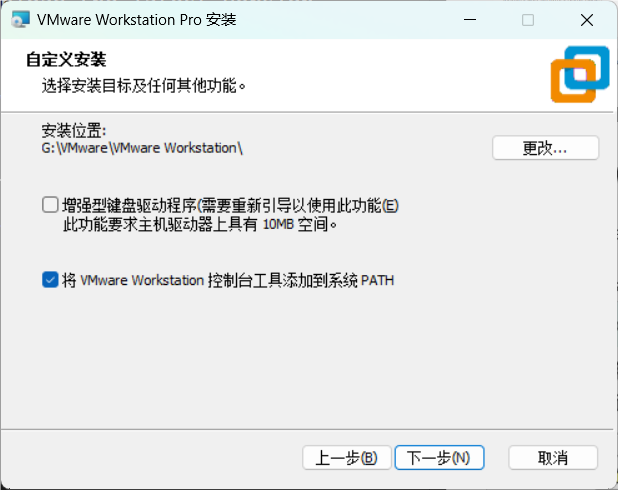 VMware Workstation Pro 安装
自定义安装
选择安装目标及任何其他功能。
安装位置:
G:\VMware\VMware Workstation\
更改...
增强型键盘驱动程序(需要重新引导以使用此功能(E)
此功能要求主机驱动器上具有 10MB 空间。
将 VMware Workstation 控制台工具添加到系统 PATH
上一步(B)
下一步(N)
取消